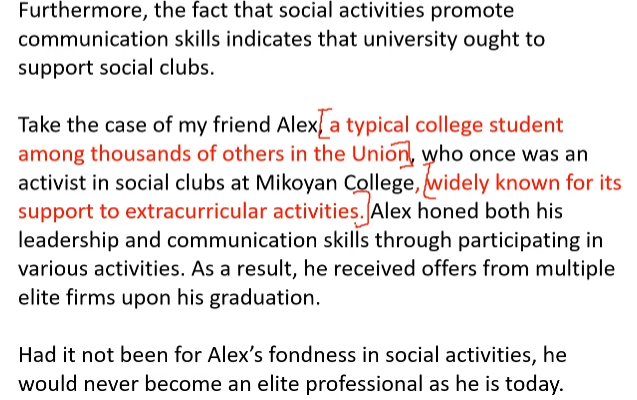 Furthermore, the fact that social activities promote
communication skills indicates that university ought to
support social clubs.
Take the case of my friend Alex, a typical college student
among thousands of others in the Union, who once was an
activist in social clubs at Mikoyan College, widely known for its
support to extracurricular activities. Alex honed both his
leadership and communication skills through participating in
various activities. As a result, he received offers from multiple
elite firms upon his graduation.
Had it not been for Alex’s fondness in social activities, he
would never become an elite professional as he is today.